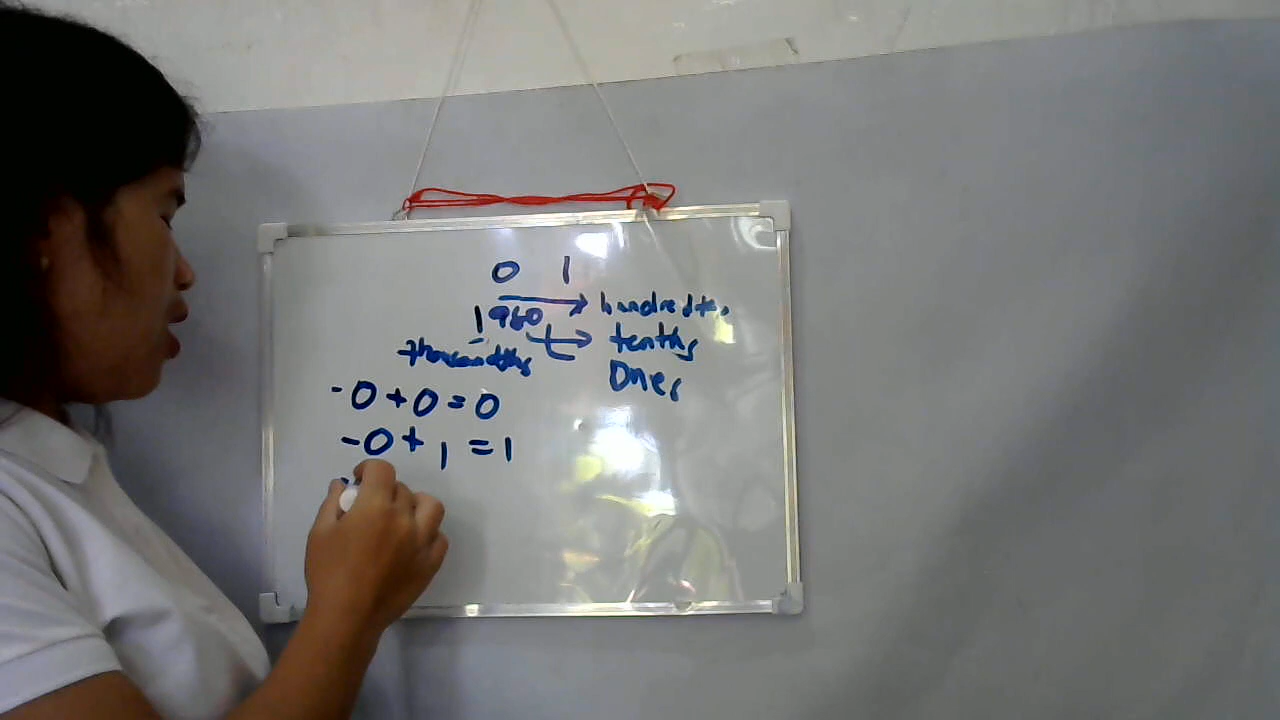 0 1
hundredths
1960
tenths
thousandths
Ones
-0+0=0
-0+1=1